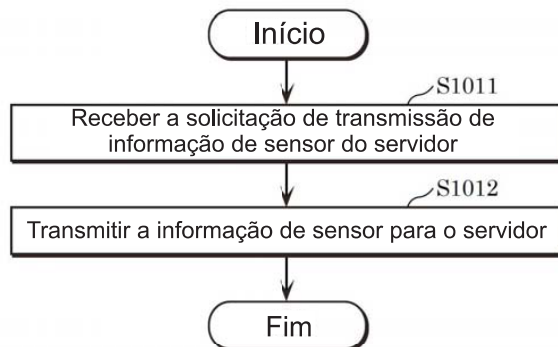 Início
S1011
Receber a solicitação de transmissão de
informação de sensor do servidor
S1012
Transmitir a informação de sensor para o servidor
Fim